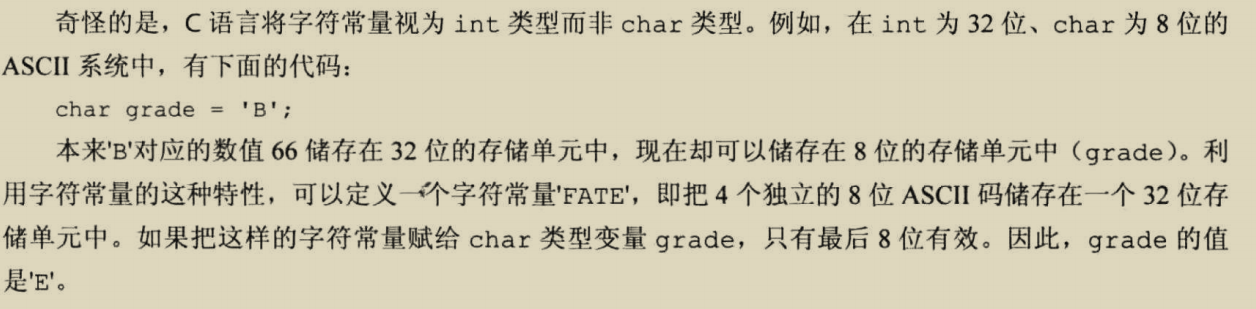 奇怪的是，C 语言将字符常量视为 int 类型而非 char 类型。例如，在 int 为 32 位、char 为 8 位的
ASCII 系统中，有下面的代码：
char grade = 'B';
本来'B'对应的数值 66 储存在 32 位的存储单元中，现在却可以储存在 8 位的存储单元中（grade）。利
用字符常量的这种特性，可以定义一个字符常量'FATE'，即把 4 个独立的 8 位 ASCII 码储存在一个 32 位存
储单元中。如果把这样的字符常量赋给 char 类型变量 grade，只有最后 8 位有效。因此，grade 的值
是'E'。